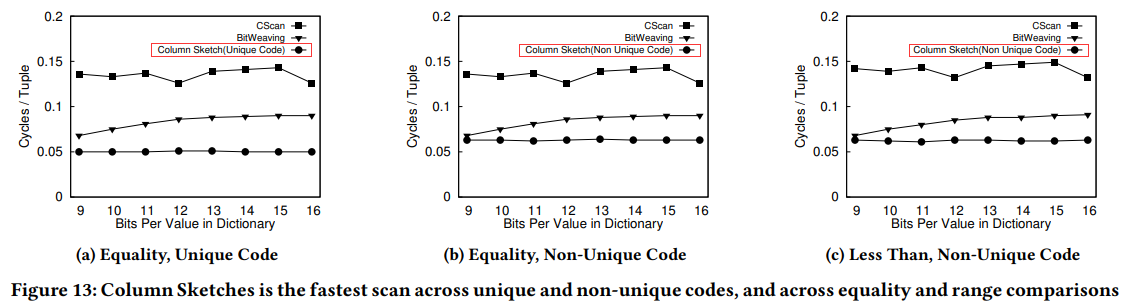 0.2
0.15
0.1
0.05
0
Cycles / Tuple
CScan
BitWeaving
Column Sketch(Unique Code)
9 10 11 12 13 14 15 16
Bits Per Value in Dictionary
(a) Equality, Unique Code
0.2
0.15
0.1
0.05
0
Cycles / Tuple
CScan
BitWeaving
Column Sketch(Non Unique Code)
9 10 11 12 13 14 15 16
Bits Per Value in Dictionary
(b) Equality, Non-Unique Code
0.2
0.15
0.1
0.05
0
Cycles / Tuple
CScan
BitWeaving
Column Sketch(Non Unique Code)
9 10 11 12 13 14 15 16
Bits Per Value in Dictionary
(c) Less Than, Non-Unique Code
Figure 13: Column Sketches is the fastest scan across unique and non-unique codes, and across equality and range comparisons